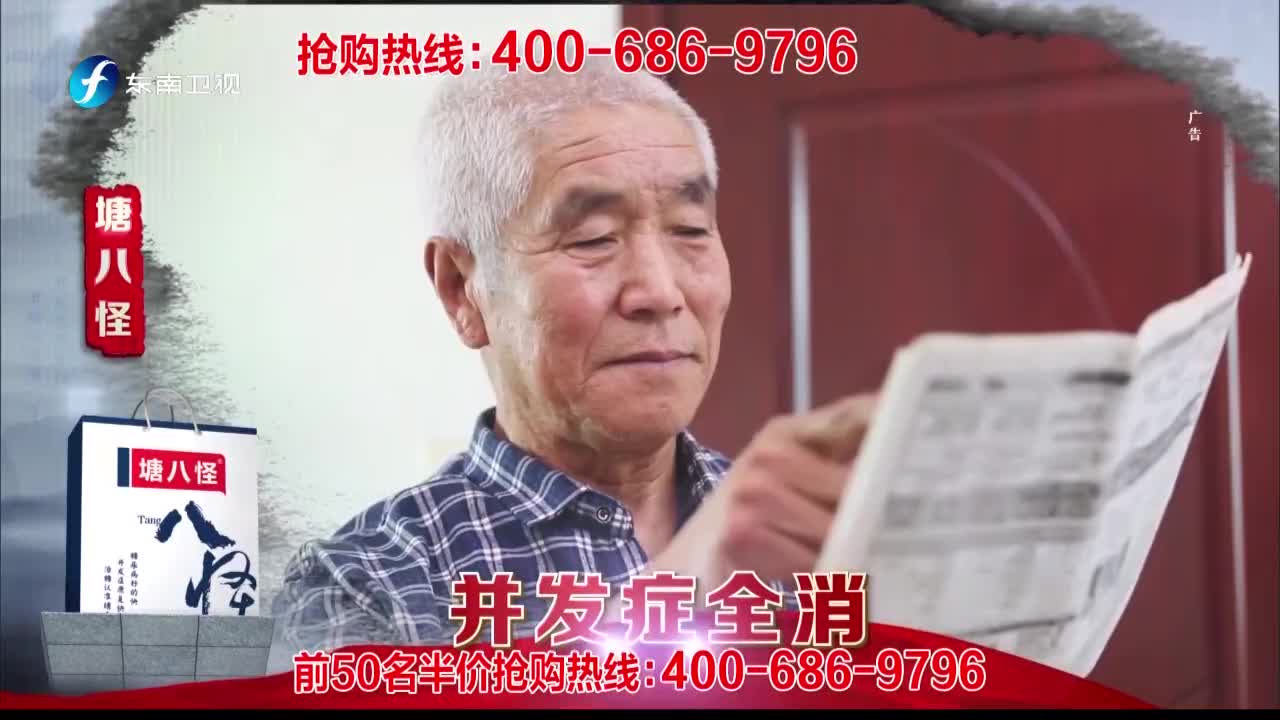 抢购热线:400-686-9796
东南卫视
广告
塘八怪
塘八怪
Tang
八怪
并发症全消
前50名半价抢购热线:400-686-9796